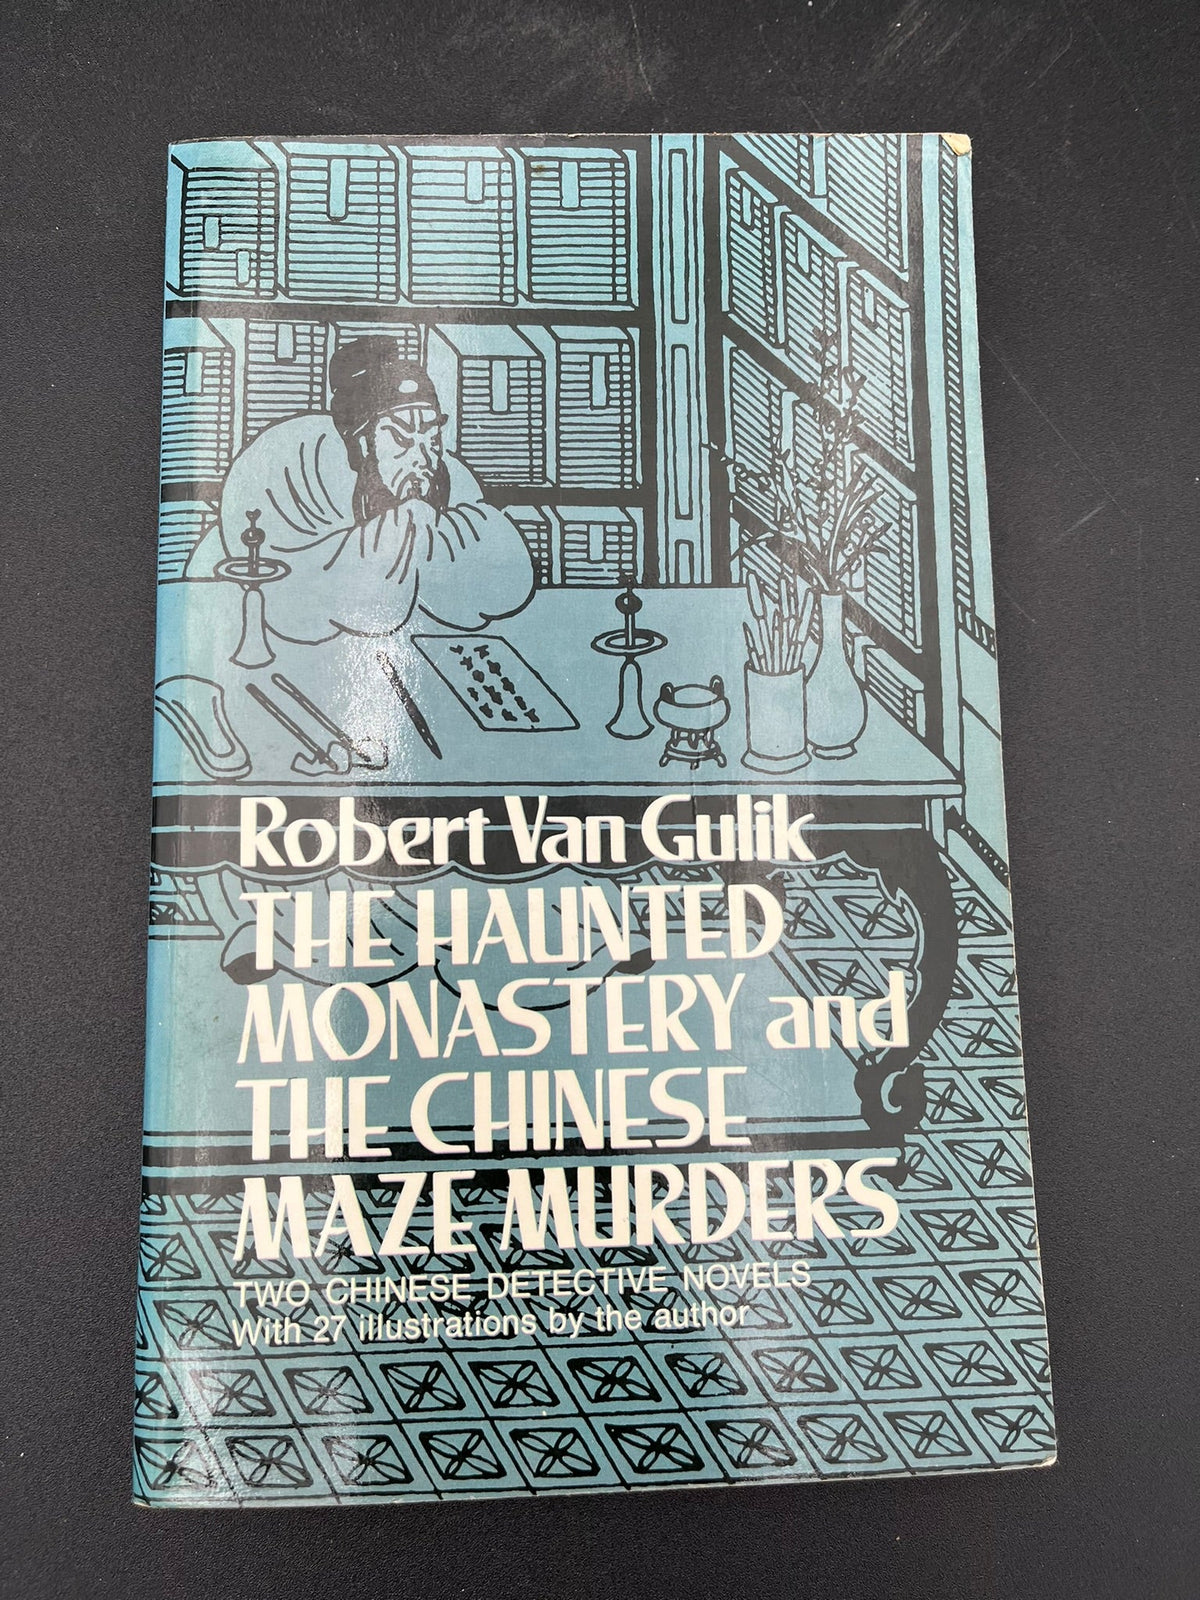 Robert Van Gulik
THE HAUNTED
MONASTERY and
THE CHINESE
MAZE MURDERS
TWO CHINESE DETECTIVE NOVELS
With 27 illustrations by the author